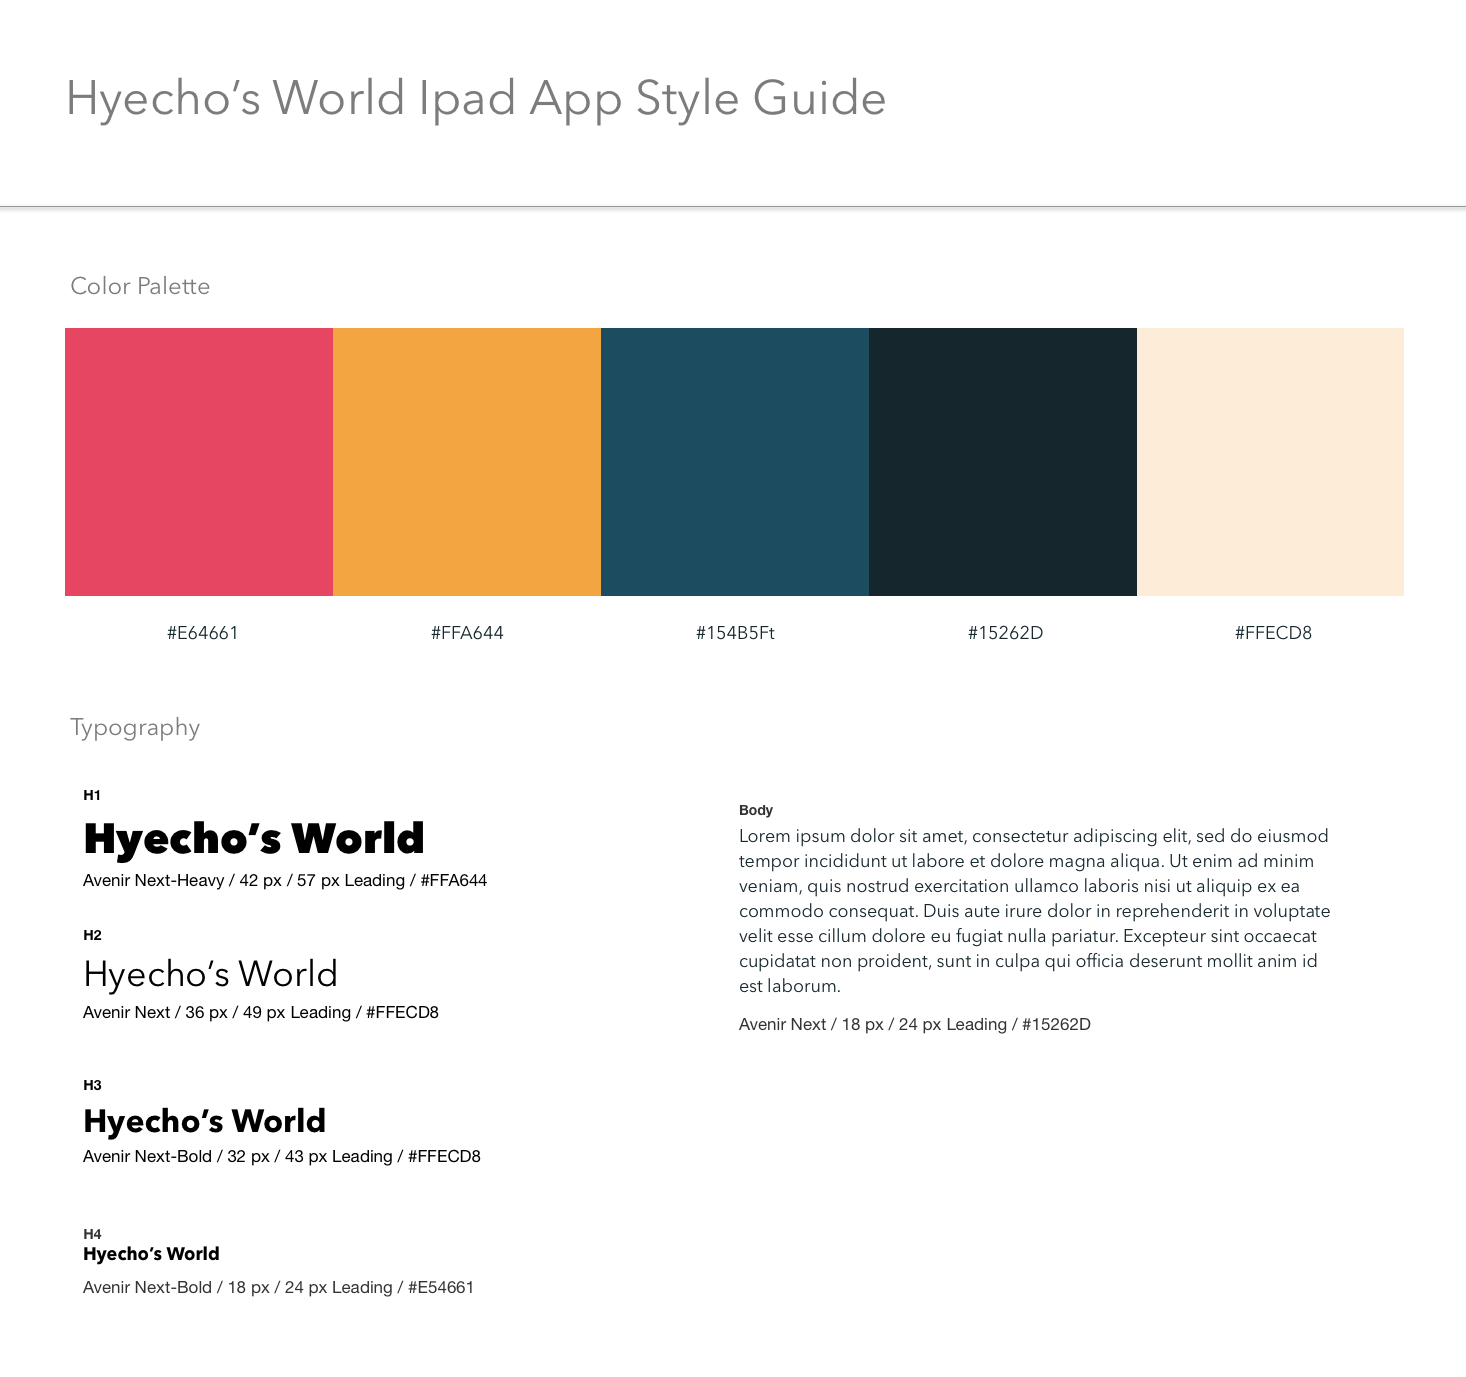 Hyecho’s World Ipad App Style Guide
Color Palette
#E64661
#FFA644
#154B5Ft
#15262D
#FFECD8
Typography
H1
Hyecho’s World
Avenir Next-Heavy / 42 px / 57 px Leading / #FFA644
H2
Hyecho’s World
Avenir Next / 36 px / 49 px Leading / #FFECD8
H3
Hyecho’s World
Avenir Next-Bold / 32 px / 43 px Leading / #FFECD8
H4
Hyecho’s World
Avenir Next-Bold / 18 px / 24 px Leading / #E54661
Body
Lorem ipsum dolor sit amet, consectetur adipiscing elit, sed do eiusmod
tempor incididunt ut labore et dolore magna aliqua. Ut enim ad minim
veniam, quis nostrud exercitation ullamco laboris nisi ut aliquip ex ea
commodo consequat. Duis aute irure dolor in reprehenderit in voluptate
velit esse cillum dolore eu fugiat nulla pariatur. Excepteur sint occaecat
cupidatat non proident, sunt in culpa qui officia deserunt mollit anim id
est laborum.
Avenir Next / 18 px / 24 px Leading / #15262D